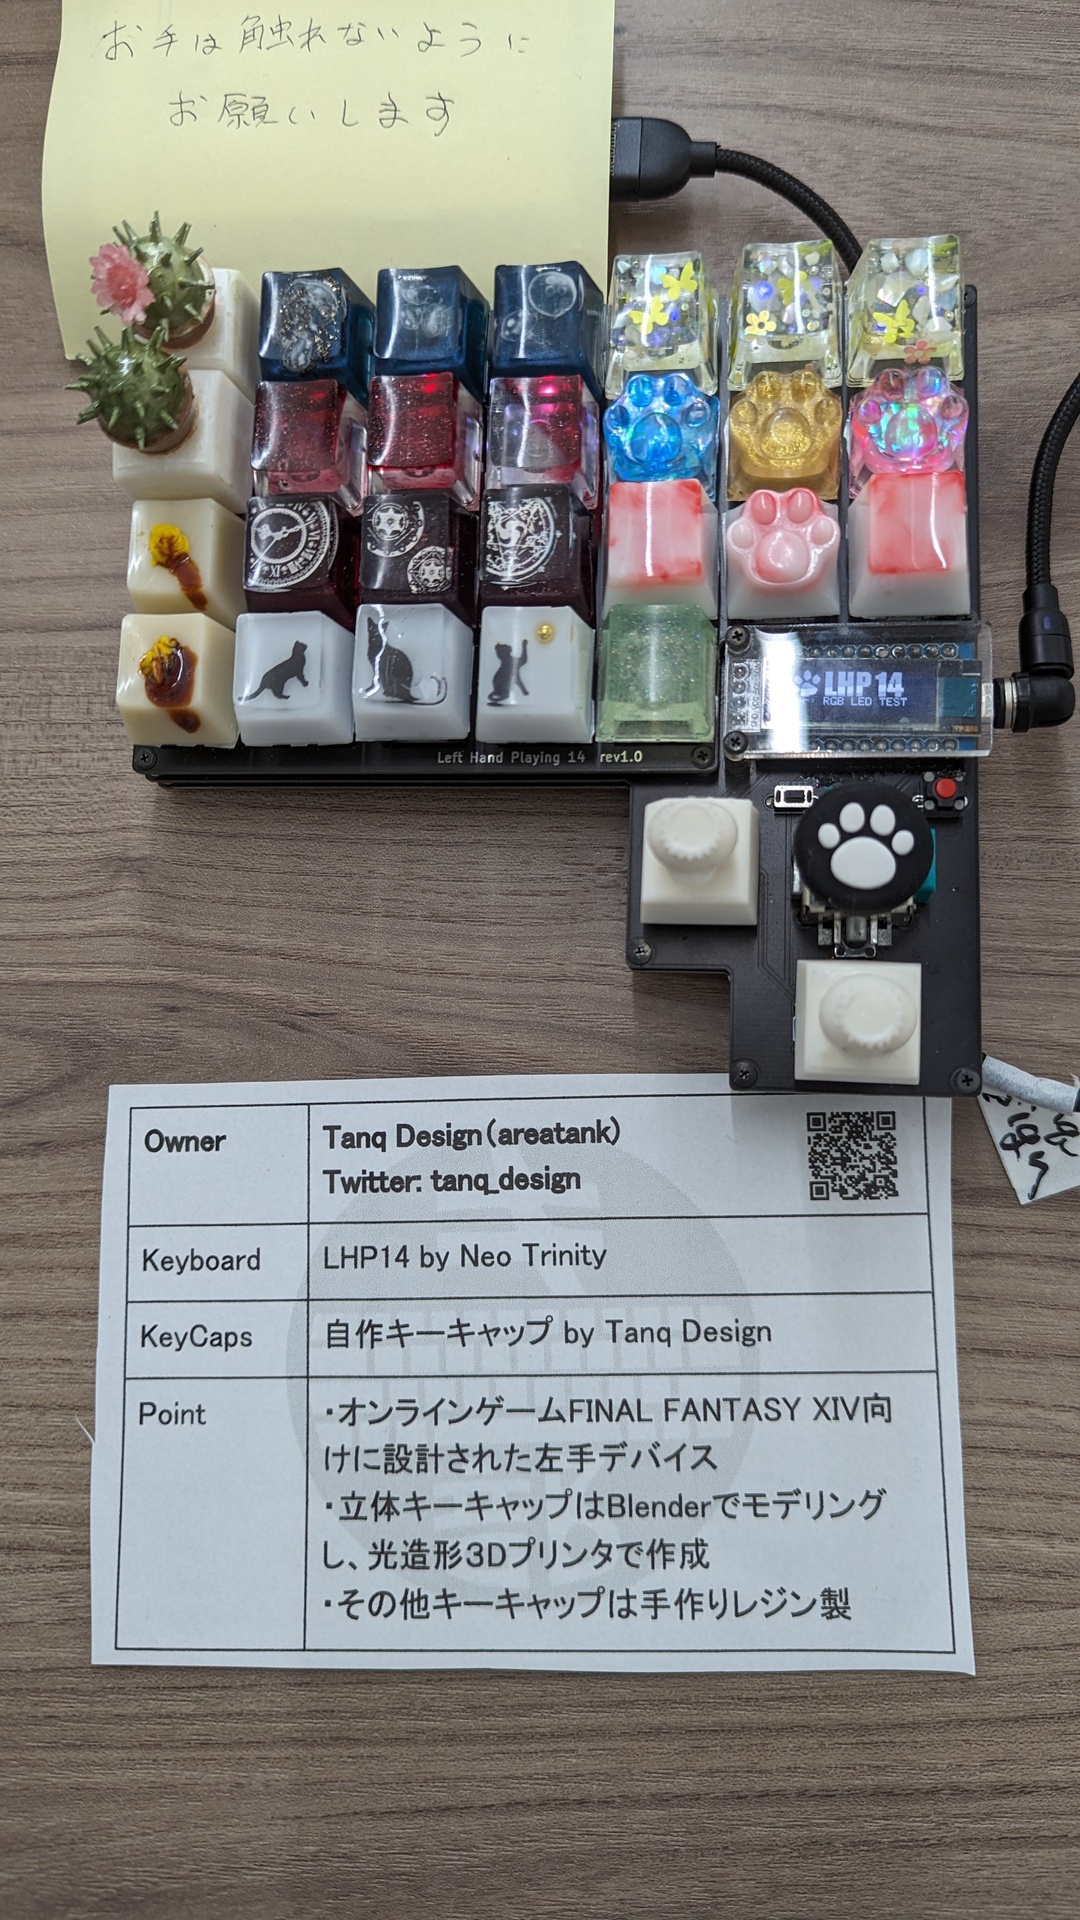 お手は触れないように
お願いします
LHP14
RGB LED TEST
Left Hand Playing 14 rev1.0
Owner
Tanq Design(areatank)
Twitter: tanq_design
Keyboard
LHP14 by Neo Trinity
KeyCaps
自作キーキャップ by Tanq Design
Point
・オンラインゲームFINAL FANTASY XIV向
けに設計された左手デバイス
・立体キーキャップはBlenderでモデリング
し、光造形3Dプリンタで作成
・その他キーキャップは手作りレジン製